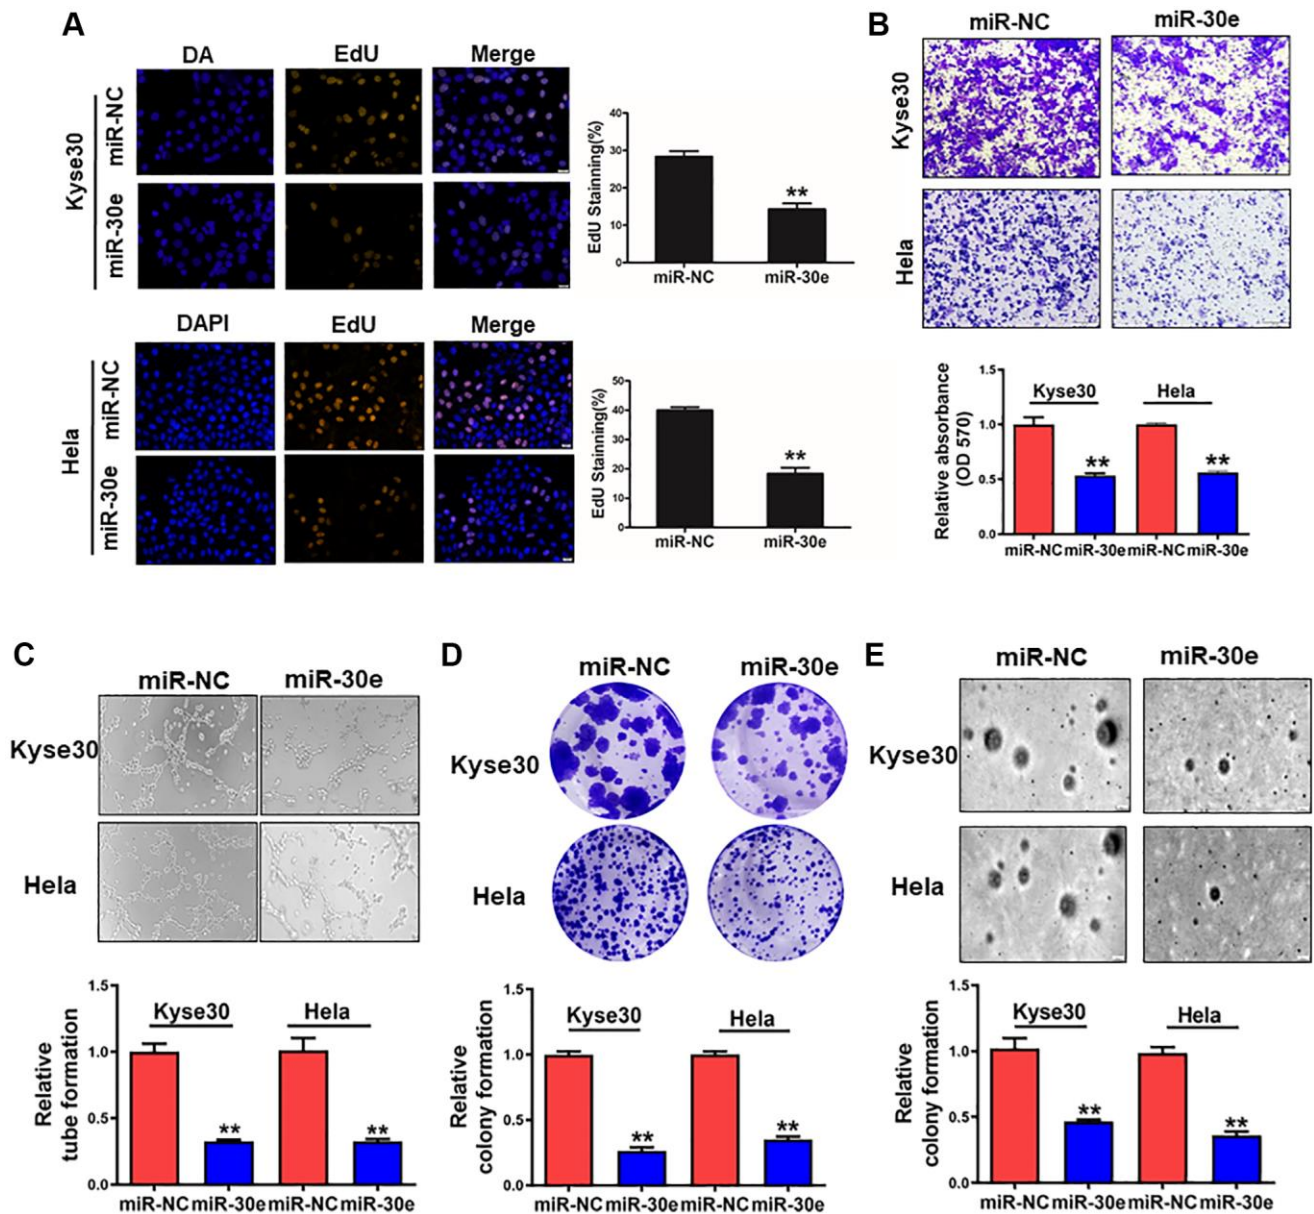 A
DA EdU Merge
Kyse30
miR-NC
miR-30e
EdU Stainning(%)
40
30
20
10
0
**
miR-NC miR-30e
DAPI EdU Merge
Hela
miR-NC
miR-30e
EdU Stainning(%)
50
40
30
20
10
0
**
miR-NC miR-30e
B
miR-NC miR-30e
Kyse30
Hela
Relative absorbance
(OD 570)
1.5
1.0
0.5
0.0
Kyse30 Hela
** **
miR-NC miR-30e miR-NC miR-30e
C
miR-NC miR-30e
Kyse30
Hela
Relative
tube formation
1.5
1.0
0.5
0.0
Kyse30 Hela
** **
miR-NC miR-30e miR-NC miR-30e
D
miR-NC miR-30e
Kyse30
Hela
Relative
colony formation
1.5
1.0
0.5
0.0
Kyse30 Hela
** **
miR-NC miR-30e miR-NC miR-30e
E
miR-NC miR-30e
Kyse30
Hela
Relative
colony formation
1.5
1.0
0.5
0.0
Kyse30 Hela
** **
miR-NC miR-30e miR-NC miR-30e